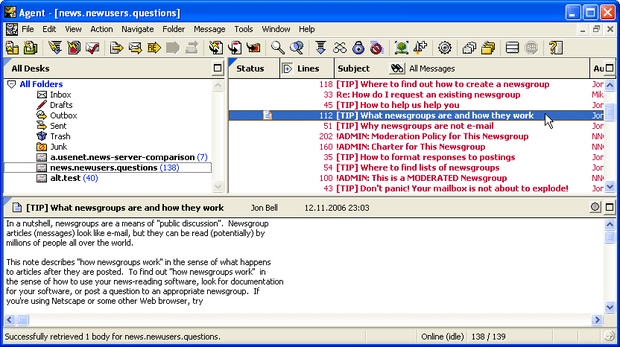 Agent - [news.newusers.questions]
File Edit View Action Navigate Folder Message Tools Window Help
All Desks
Status Lines Subject All Messages Au
All Folders
Inbox
Drafts
Outbox
Sent
Trash
Junk
a.usenet.news-server-comparison (7)
news.newusers.questions (138)
alt.test (40)
118 [TIP] Where to find out how to create a newsgroup Jon
33 Re: How do I request an existing newsgroup Mik
45 [TIP] How to help us help you Jon
112 [TIP] What newsgroups are and how they work Jon
51 [TIP] Why newsgroups are not e-mail Jon
202 !ADMIN: Moderation Policy for This Newsgroup NNQ
160 !ADMIN: Charter for This Newsgroup NNQ
35 [TIP] How to format responses to postings Jon
54 [TIP] Where to find lists of newsgroups Jon
100 !ADMIN: This is a MODERATED Newsgroup NNQ
43 [TIP] Don't panic! Your mailbox is not about to explode! Jon
[TIP] What newsgroups are and how they work Jon Bell 12.11.2006 23:03
In a nutshell, newsgroups are a means of "public discussion". Newsgroup
articles (messages) look like e-mail, but they can be read (potentially) by
millions of people all over the world.
This note describes "how newsgroups work" in the sense of what happens
to articles after they are posted. To find out "how newsgroups work" in
the sense of how to use your news-reading software, look for documentation
for your software, or post a question to an appropriate newsgroup. If
you're using Netscape or some other Web browser, try
Successfully retrieved 1 body for news.newusers.questions. Online (idle) 138 / 139